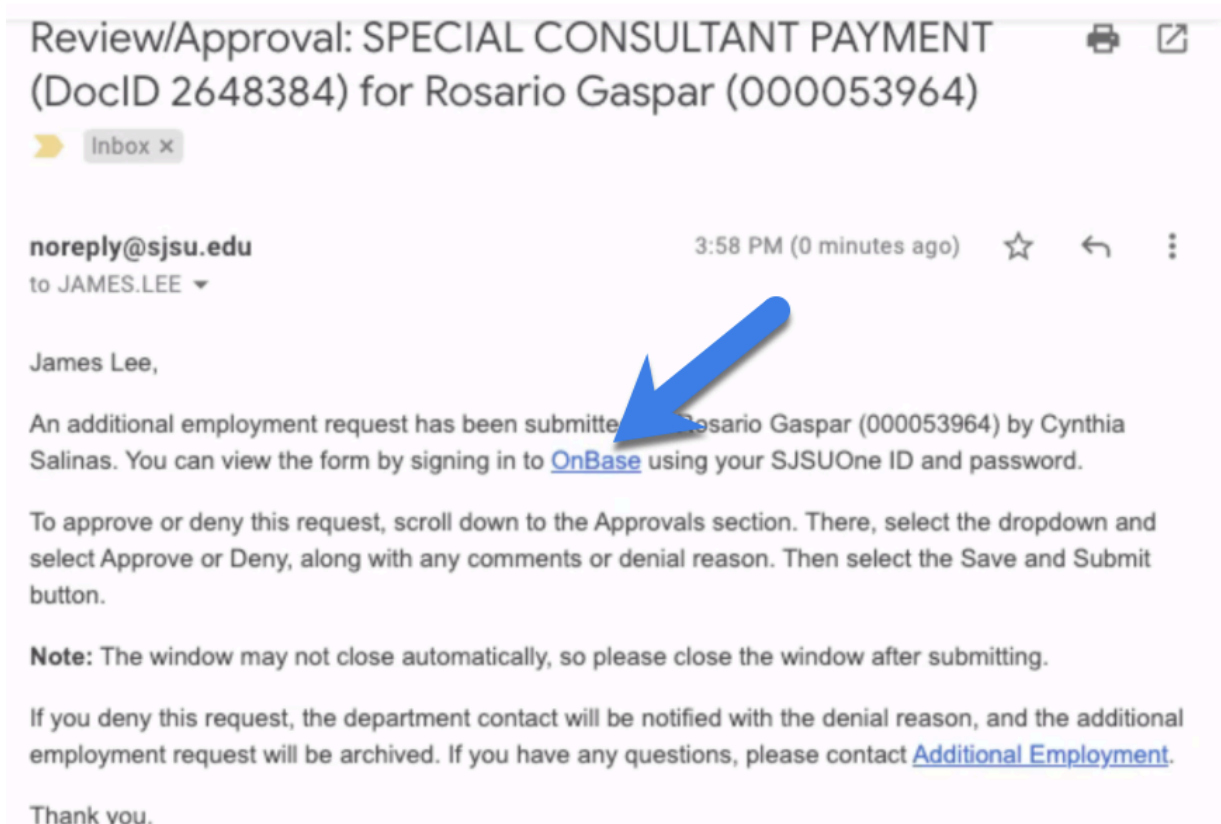 Review/Approval: SPECIAL CONSULTANT PAYMENT
(DocID 2648384) for Rosario Gaspar (000053964)
Inbox ×
noreply@sjsu.edu 3:58 PM (0 minutes ago)
to JAMES.LEE
James Lee,
An additional employment request has been submitte osario Gaspar (000053964) by Cynthia
Salinas. You can view the form by signing in to OnBase using your SJSUOne ID and password.
To approve or deny this request, scroll down to the Approvals section. There, select the dropdown and
select Approve or Deny, along with any comments or denial reason. Then select the Save and Submit
button.
Note: The window may not close automatically, so please close the window after submitting.
If you deny this request, the department contact will be notified with the denial reason, and the additional
employment request will be archived. If you have any questions, please contact Additional Employment.
Thank you,